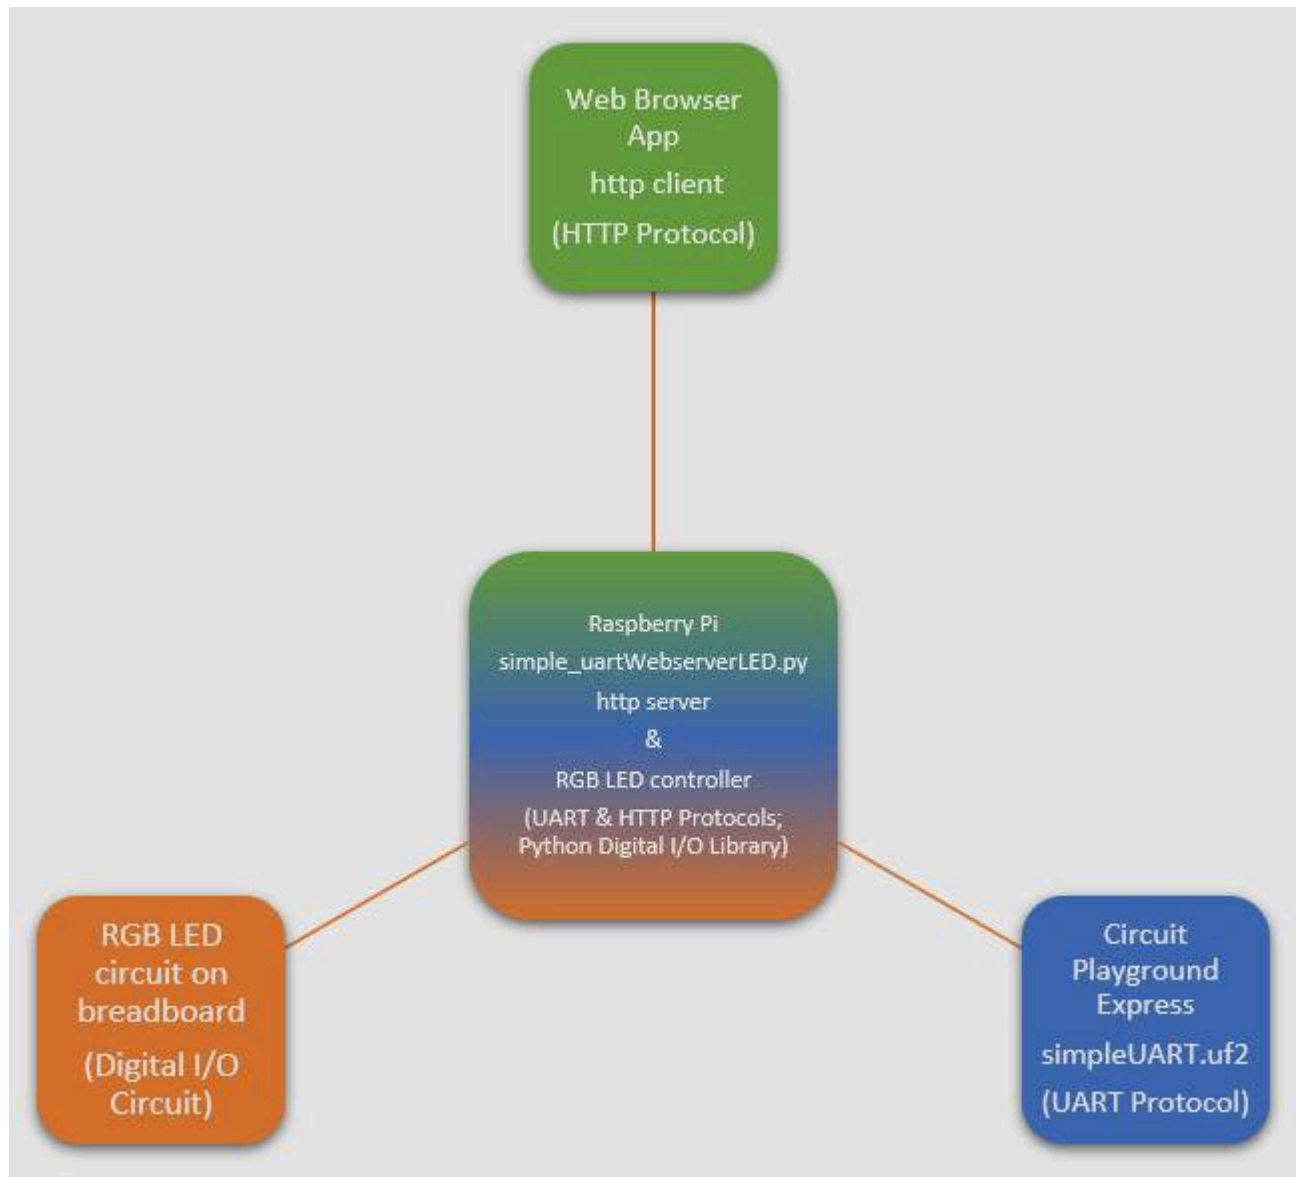 Web Browser
App
http client
(HTTP Protocol)
Raspberry Pi
simple_uartWebserverLED.py
http server
&
RGB LED controller
(UART & HTTP Protocols;
Python Digital I/O Library)
RGB LED
circuit on
breadboard
(Digital I/O
Circuit)
Circuit
Playground
Express
simpleUART.uf2
(UART Protocol)